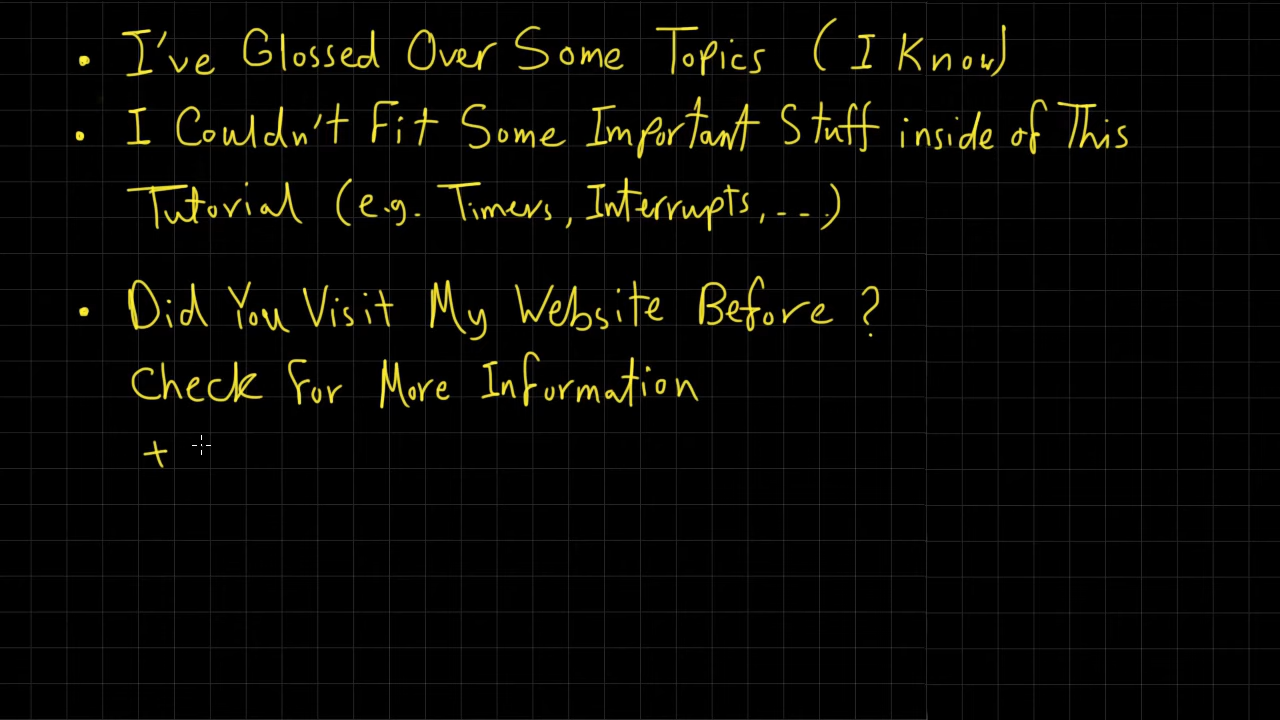 • I've Glossed Over Some Topics (I Know)
• I Couldn't Fit Some Important Stuff inside of This
Tutorial (e.g. Timers, Interrupts, ...)
• Did You Visit My Website Before?
Check For More Information
+